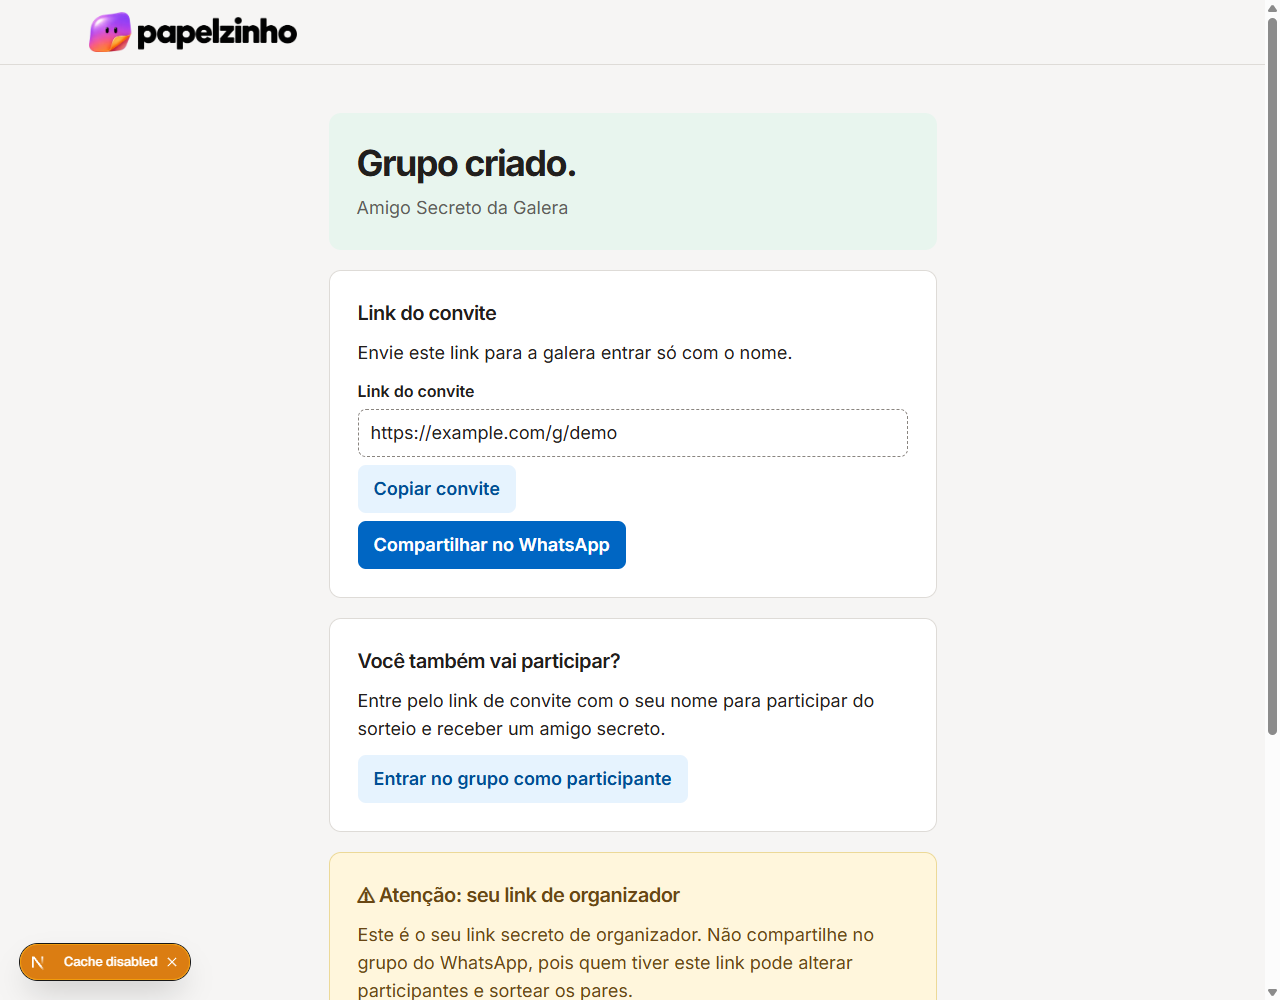 papelzinho
Grupo criado.
Amigo Secreto da Galera
Link do convite
Envie este link para a galera entrar só com o nome.
Link do convite
https://example.com/g/demo
Copiar convite
Compartilhar no WhatsApp
Você também vai participar?
Entre pelo link de convite com o seu nome para participar do
sorteio e receber um amigo secreto.
Entrar no grupo como participante
⚠ Atenção: seu link de organizador
Este é o seu link secreto de organizador. Não compartilhe no
grupo do WhatsApp, pois quem tiver este link pode alterar
participantes e sortear os pares.
N Cache disabled ×